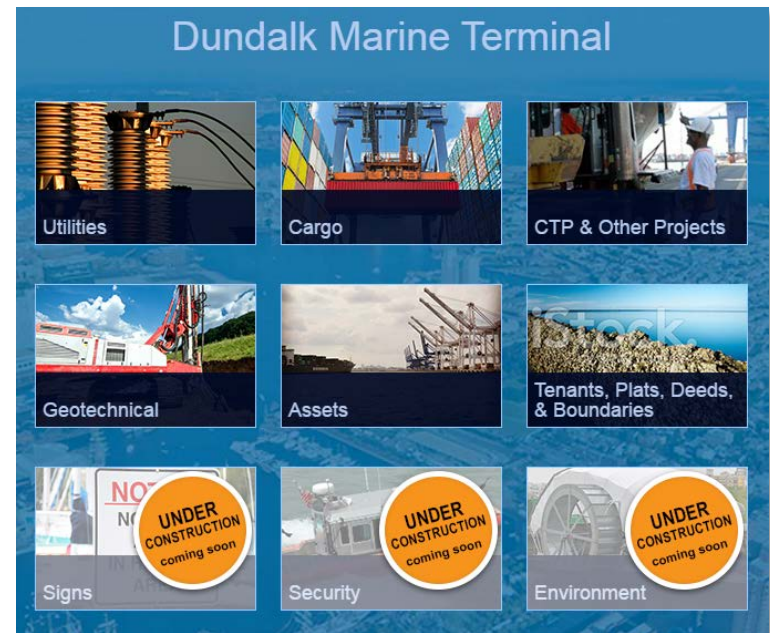 Dundalk Marine Terminal
Utilities
Cargo
CTP & Other Projects
Geotechnical
Assets
iStock.
Tenants, Plats, Deeds,
& Boundaries
UNDER
CONSTRUCTION
coming soon
Signs
UNDER
CONSTRUCTION
coming soon
Security
UNDER
CONSTRUCTION
coming soon
Environment